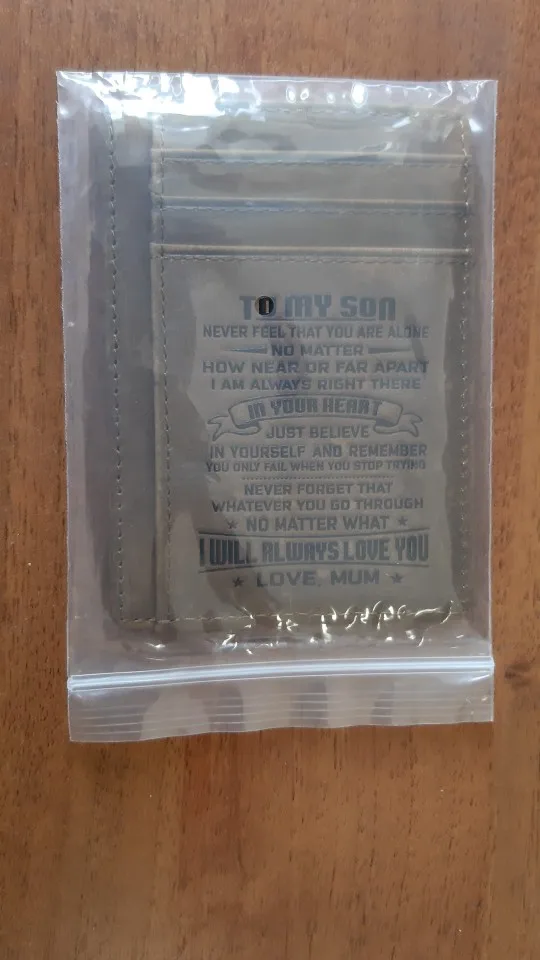 TO MY SON
NEVER FEEL THAT YOU ARE ALONE
NO MATTER
HOW NEAR OR FAR APART
I AM ALWAYS RIGHT THERE
IN YOUR HEART
JUST BELIEVE
IN YOURSELF AND REMEMBER
YOU ONLY FAIL WHEN YOU STOP TRYING
NEVER FORGET THAT
WHATEVER YOU GO THROUGH
NO MATTER WHAT
I WILL ALWAYS LOVE YOU
LOVE, MUM